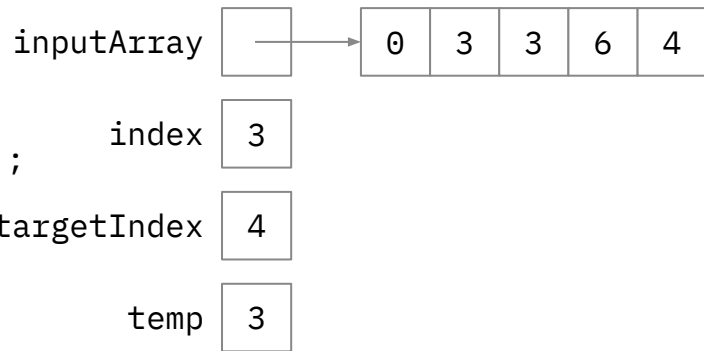 inputArray 0 3 3 6 4
index 3
;
targetIndex 4
temp 3